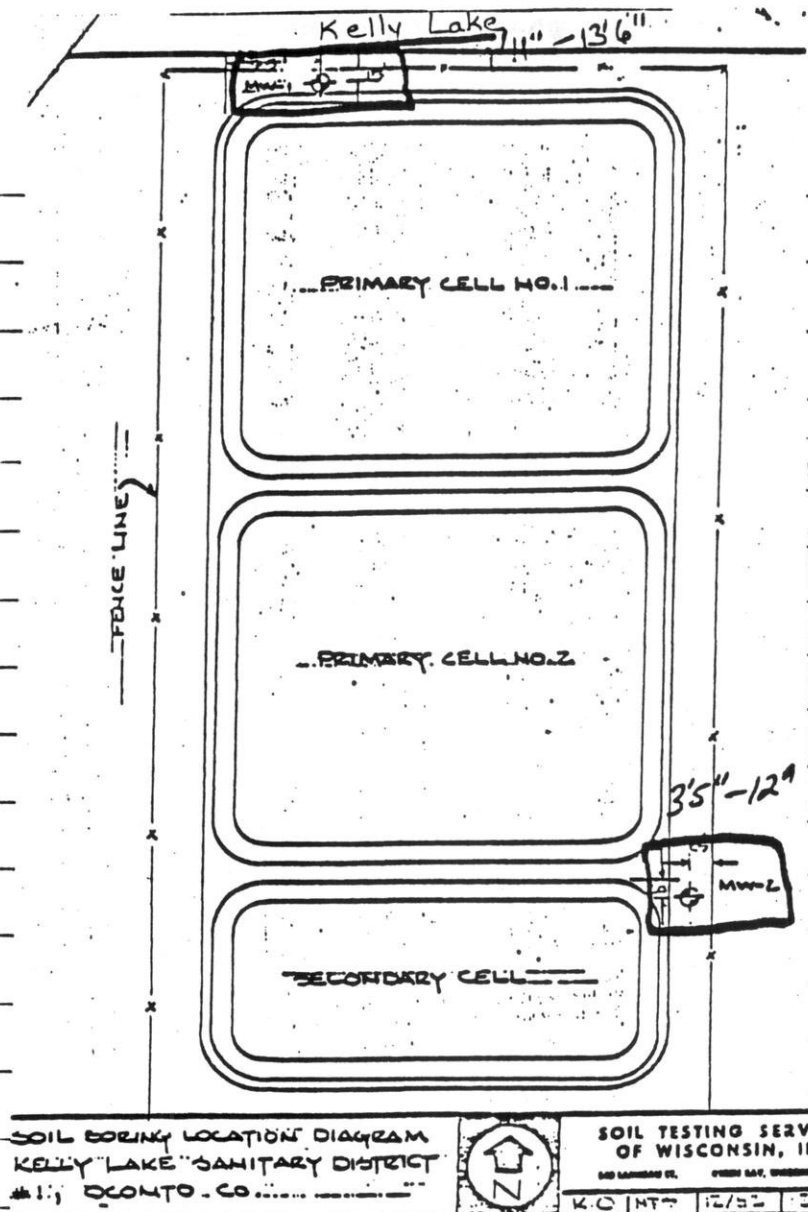 Kelly Lake
7'11" - 13'6"
MW-1
PRIMARY CELL NO.1
FENCE LINE
PRIMARY CELL NO.2
3'5" - 12'9
MW-2
SECONDARY CELL
SOIL BORING LOCATION DIAGRAM
KELLY LAKE SANITARY DISTRICT
#1, OCONTO CO.
N
SOIL TESTING SERV
OF WISCONSIN, I